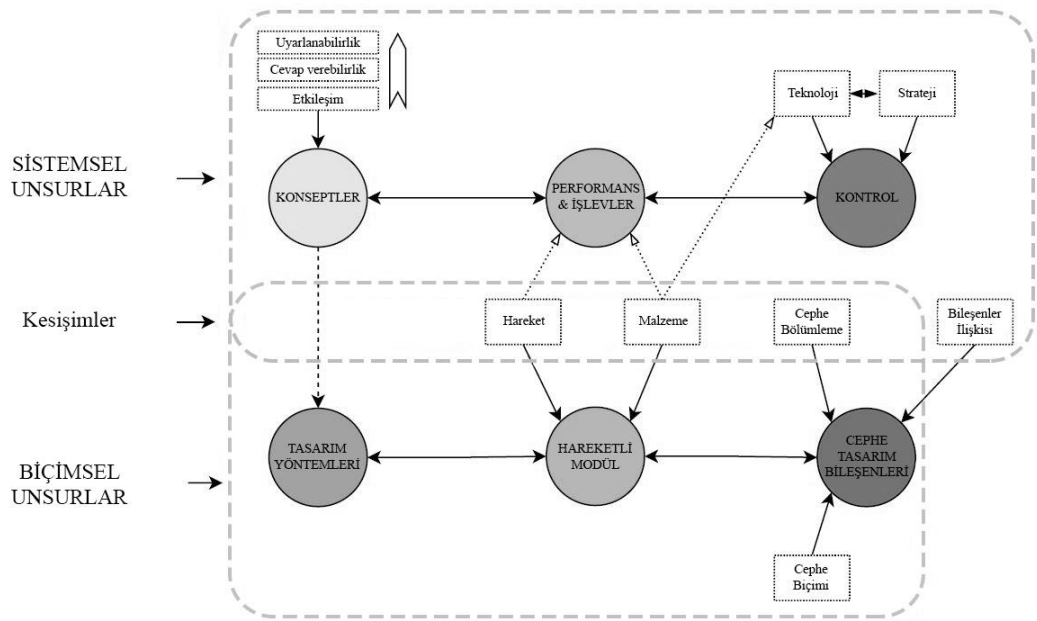 Uyarlanabilirlik
Cevap verebilirlik
Etkileşim
Teknoloji
Strateji
SİSTEMSEL
UNSURLAR
KONSEPTLER
PERFORMANS
& İŞLEVLER
KONTROL
Kesişimler
Hareket
Malzeme
Cephe
Bölümleme
Bileşenler
İlişkisi
BİÇİMSEL
UNSURLAR
TASARIM
YÖNTEMLERİ
HAREKETLİ
MODÜL
CEPHE
TASARIM
BİLEŞENLERİ
Cephe
Biçimi